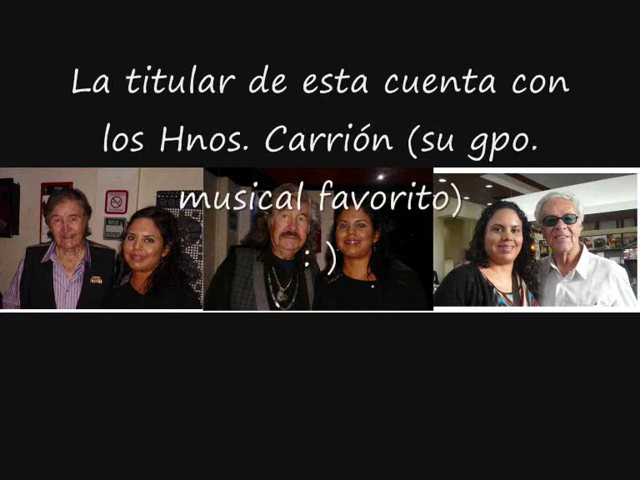 La titular de esta cuenta con
los Hnos. Carrión (su gpo.
musical favorito)
: )